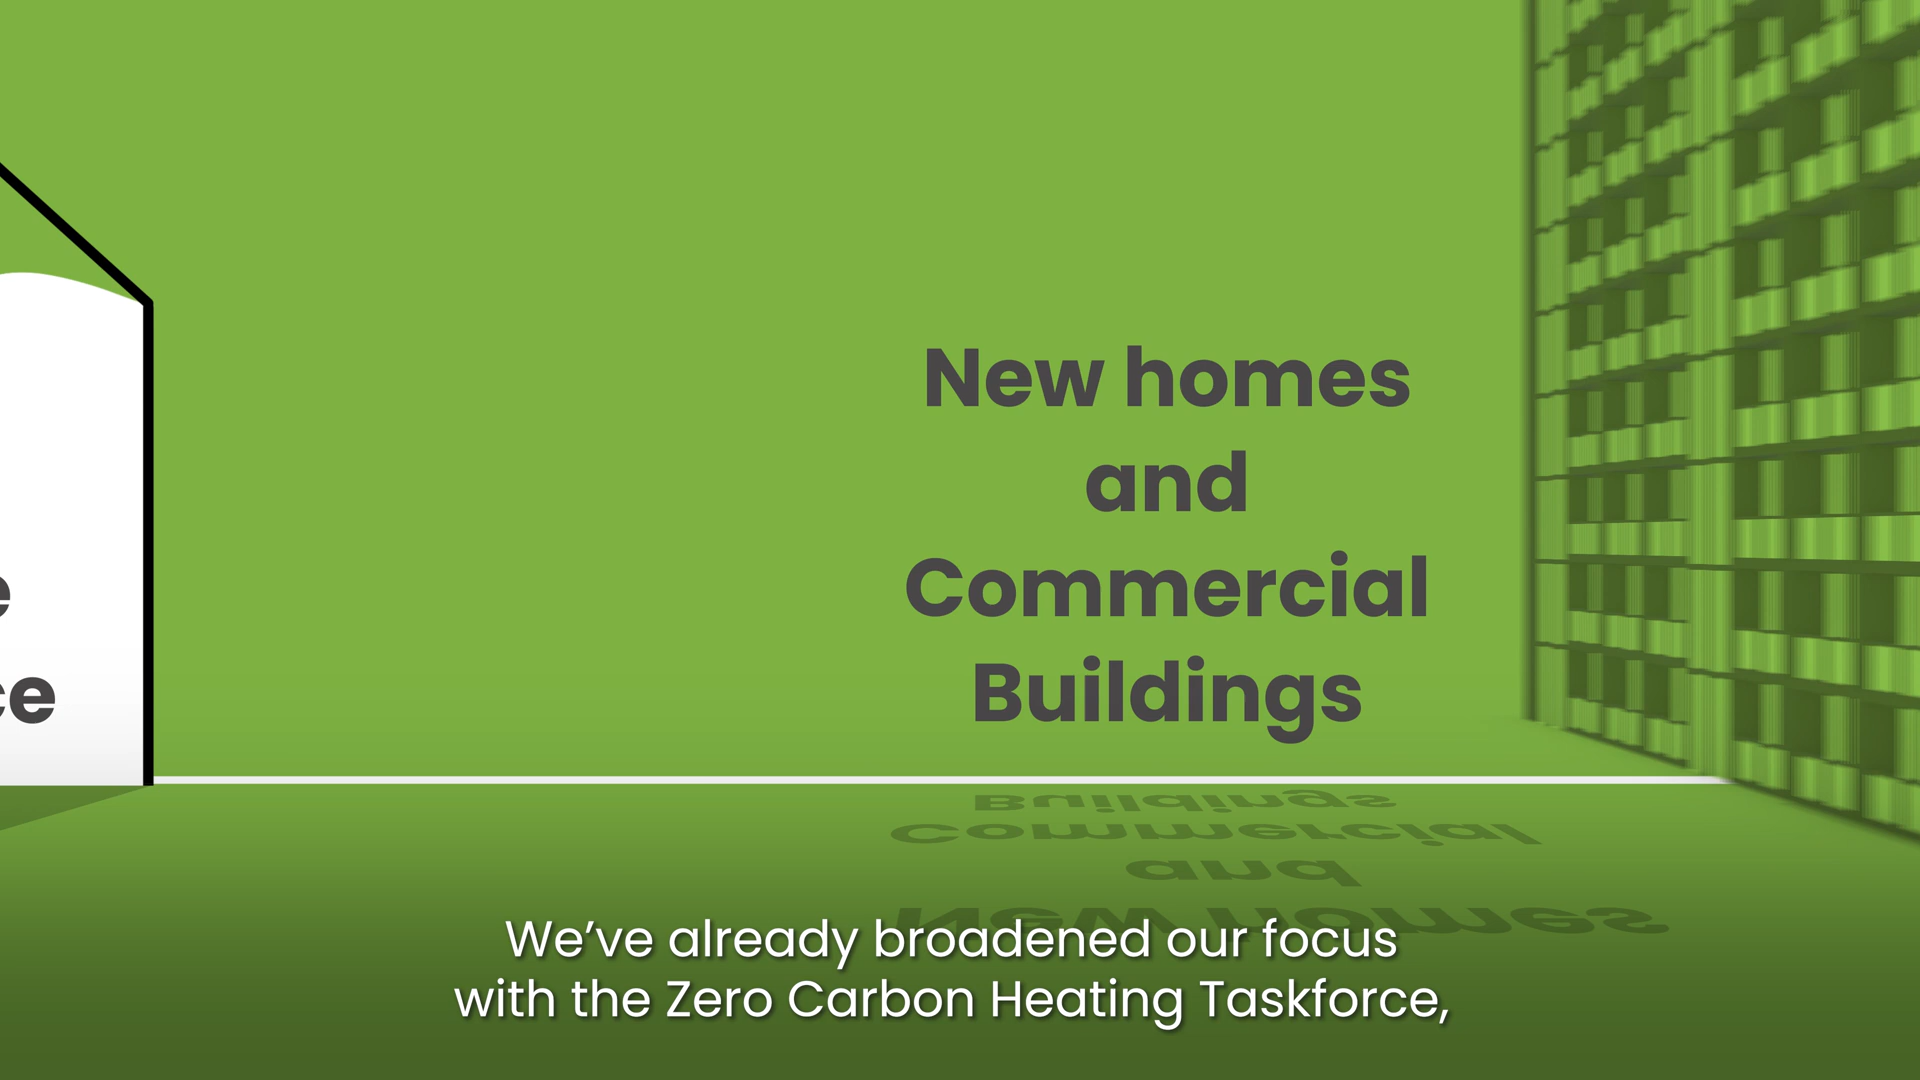 New homes
and
Commercial
Buildings
We’ve already broadened our focus
with the Zero Carbon Heating Taskforce,